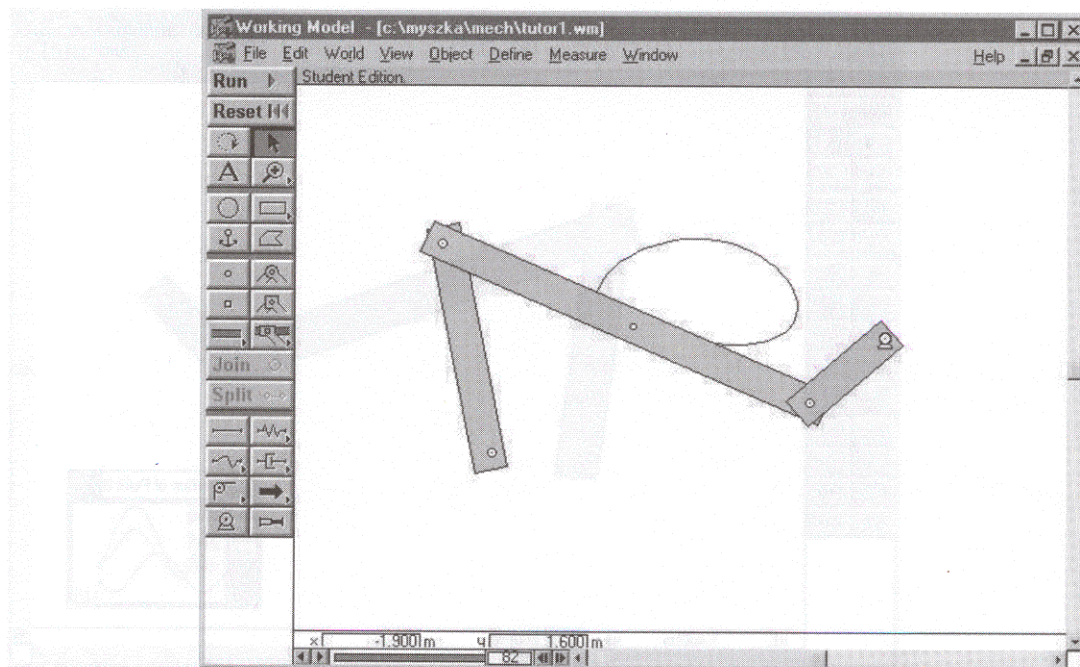 Working Model - [c:\myszka\mech\tutor1.wm]
File Edit World View Object Define Measure Window Help
Run Student Edition
Reset
A
Join
Split
x -1.900 m y 1.600 m
82